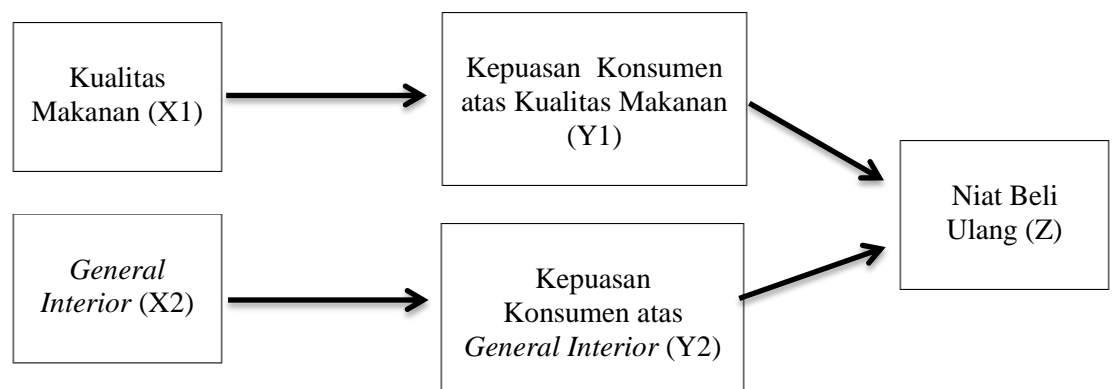 Kualitas
Makanan (X1)
Kepuasan Konsumen
atas Kualitas Makanan
(Y1)
Niat Beli
Ulang (Z)
General
Interior (X2)
Kepuasan
Konsumen atas
General Interior (Y2)